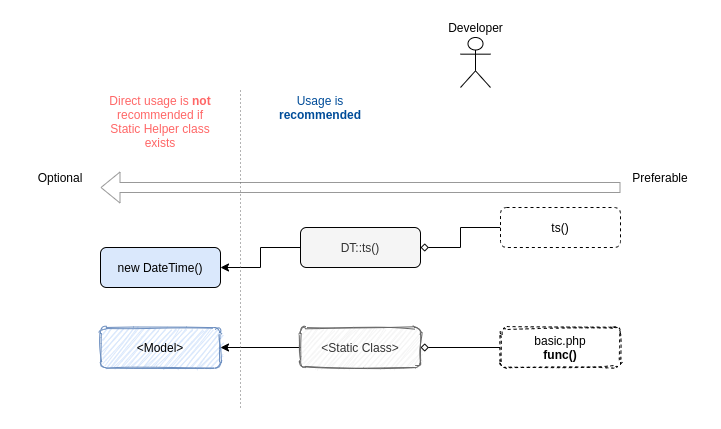 Developer
Direct usage is not
recommended if
Static Helper class
exists
Usage is
recommended
Optional
Preferable
ts()
DT::ts()
new DateTime()
<Model>
<Static Class>
basic.php
func()